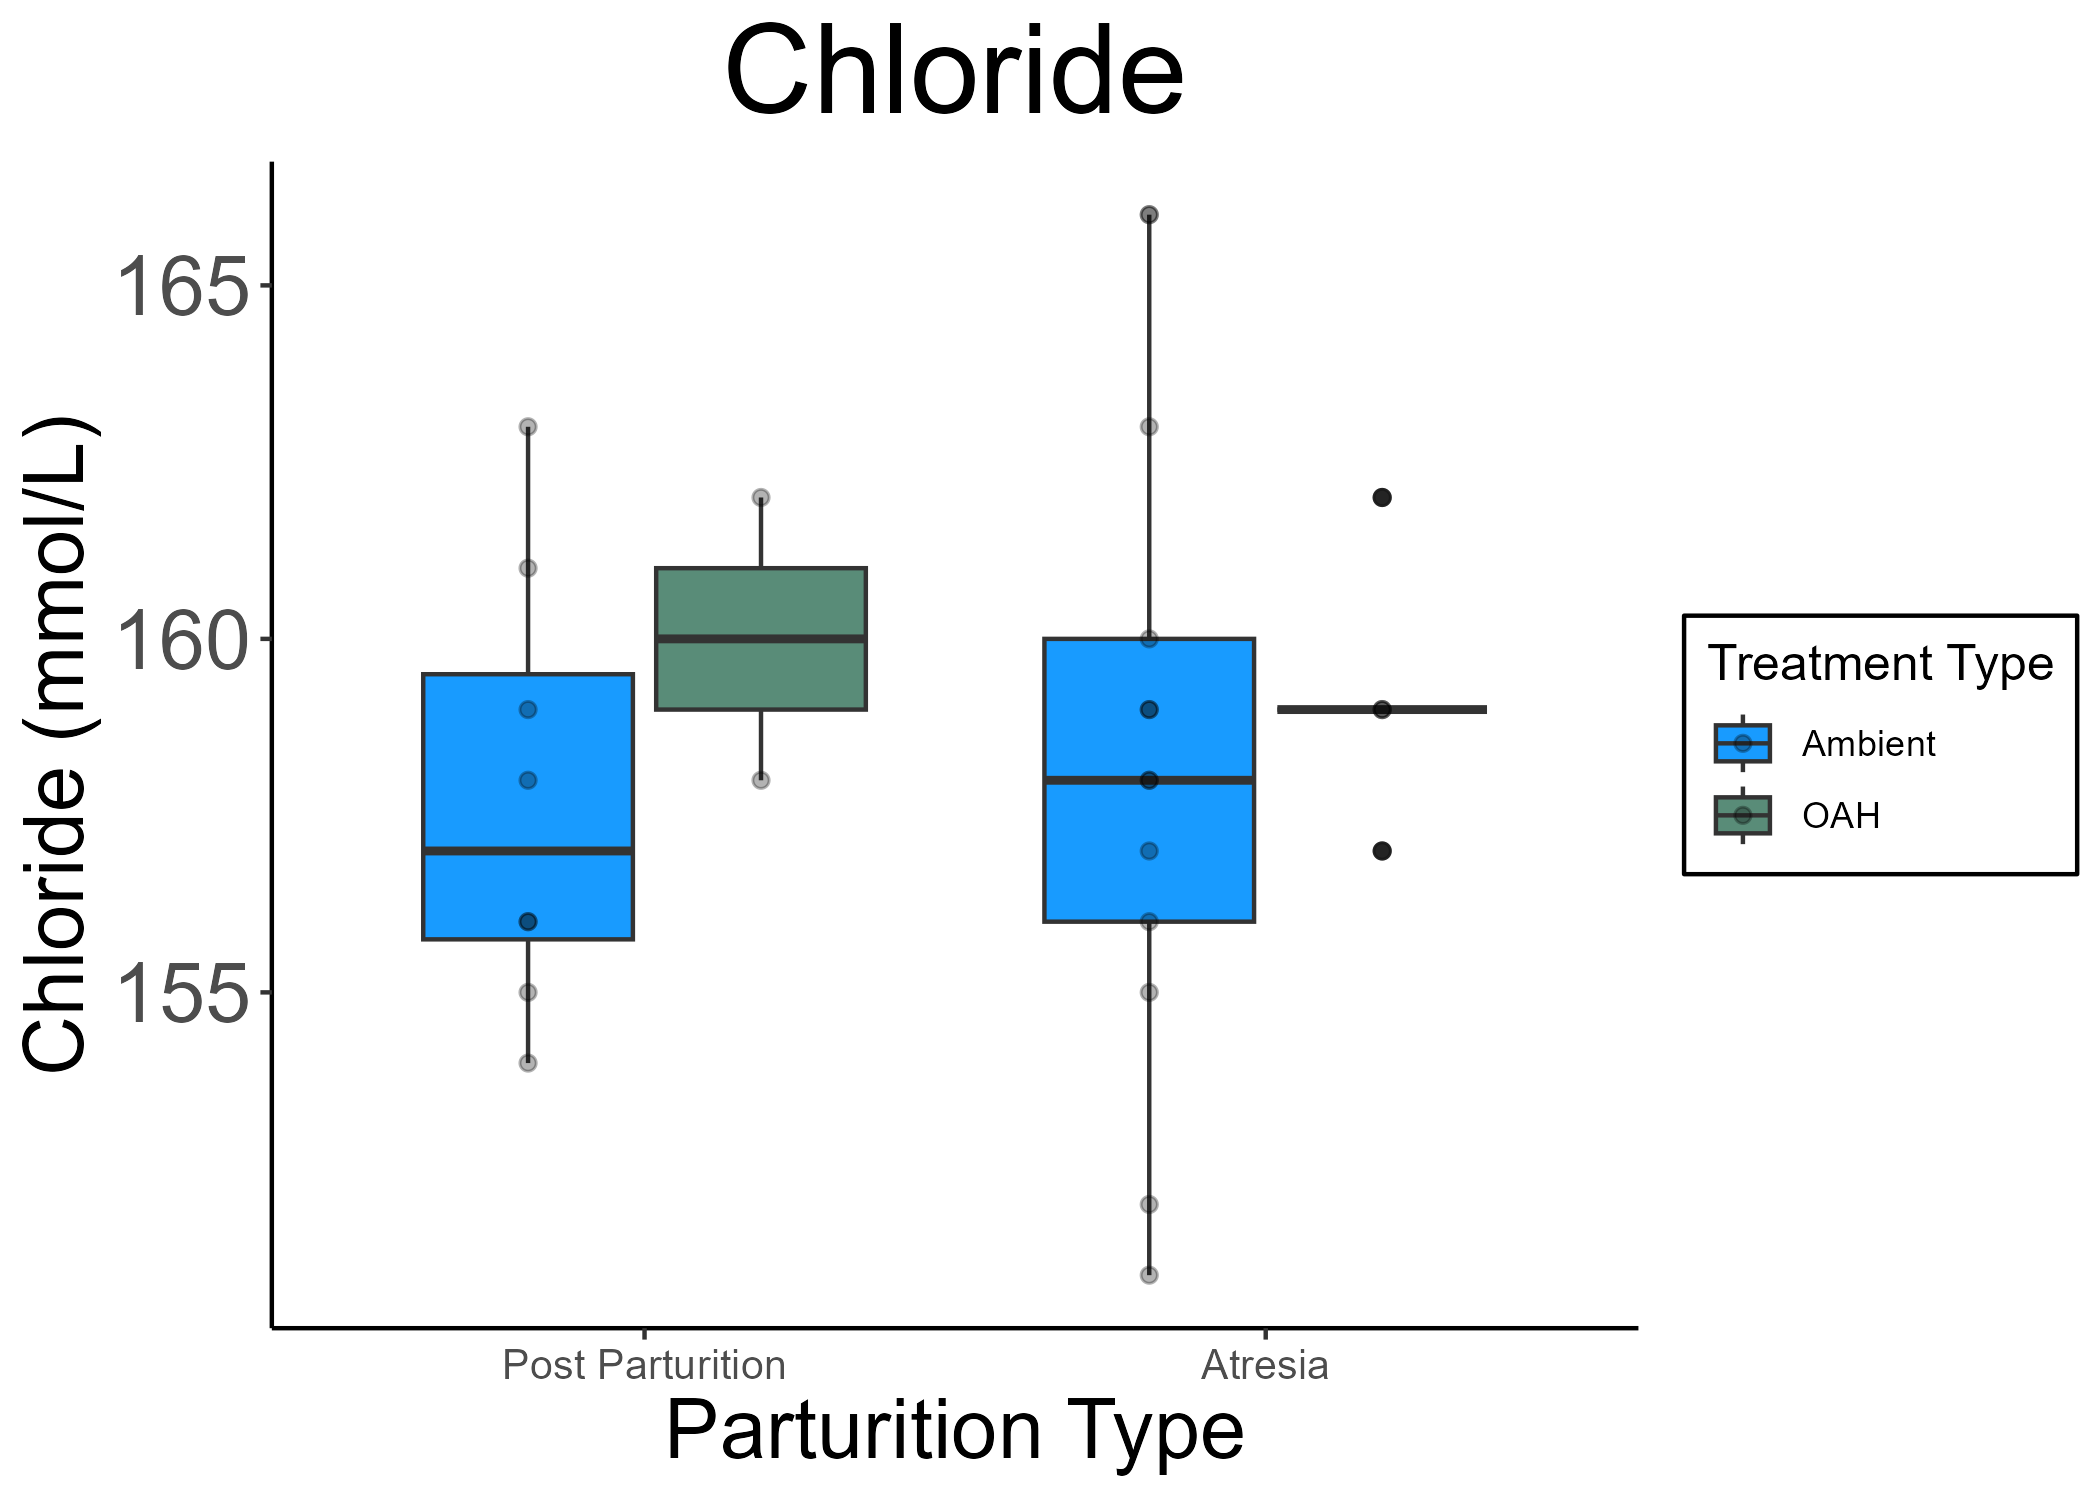 Chloride
Chloride (mmol/L)
165
160
155
Post Parturition
Atresia
Parturition Type
Treatment Type
Ambient
OAH